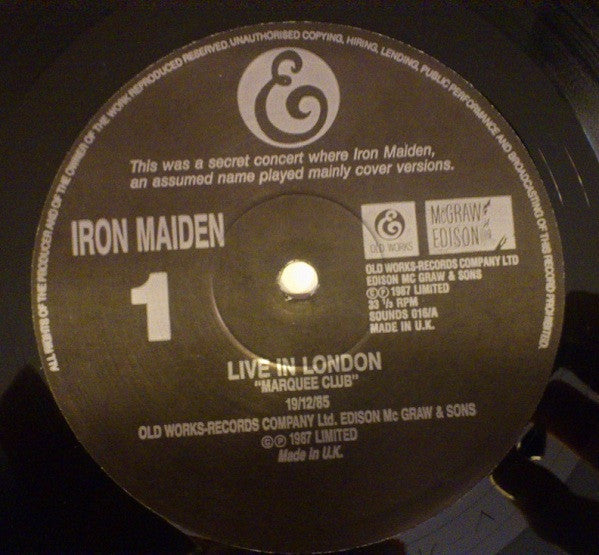 ALL RIGHTS OF THE PRODUCER AND OF THE OWNER OF THE WORK REPRODUCED RESERVED. UNAUTHORISED COPYING, HIRING, LENDING, PUBLIC PERFORMANCE AND BROADCASTING OF THIS RECORD PROHIBITED.
&
This was a secret concert where Iron Maiden,
an assumed name played mainly cover versions.
IRON MAIDEN
1
&
OLD WORKS
McGRAW
EDISON
OLD WORKS-RECORDS COMPANY LTD
EDISON MC GRAW & SONS
© ℗ 1987 LIMITED
33 ⅓ RPM
SOUNDS 016/A
MADE IN U.K.
LIVE IN LONDON
"MARQUEE CLUB"
19/12/85
OLD WORKS-RECORDS COMPANY Ltd. EDISON Mc GRAW & SONS
© ℗ 1987 LIMITED
Made in U.K.